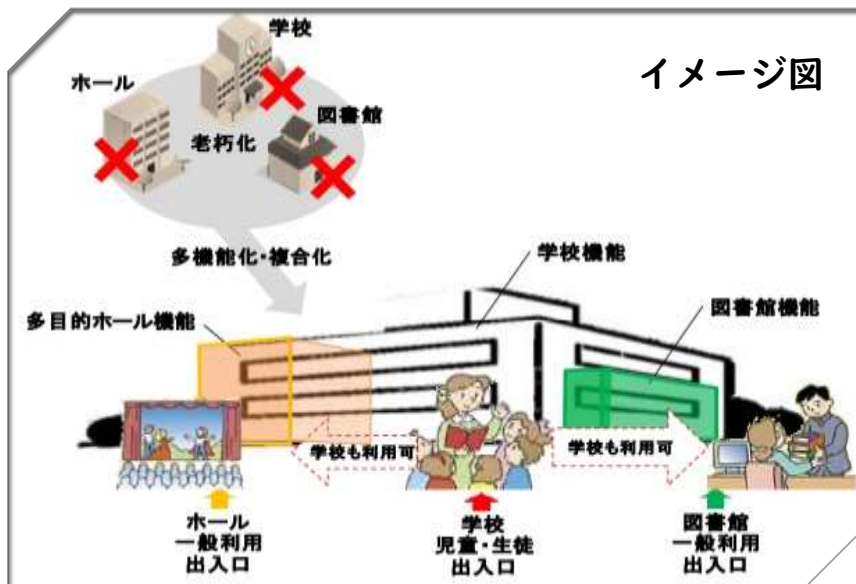 イメージ図
学校
ホール
図書館
老朽化
多機能化・複合化
学校機能
図書館機能
多目的ホール機能
学校も利用可
学校も利用可
ホール
一般利用
出入口
学校
児童・生徒
出入口
図書館
一般利用
出入口